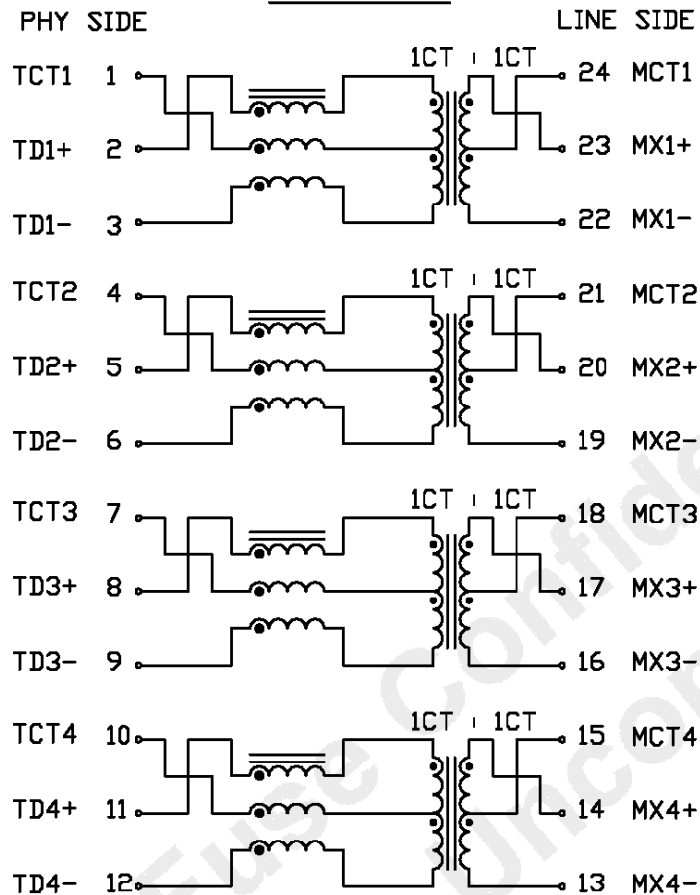 PHY SIDE LINE SIDE
1CT 1CT
TCT1 1 24 MCT1
TD1+ 2 23 MX1+
TD1- 3 22 MX1-
1CT 1CT
TCT2 4 21 MCT2
TD2+ 5 20 MX2+
TD2- 6 19 MX2-
1CT 1CT
TCT3 7 18 MCT3
TD3+ 8 17 MX3+
TD3- 9 16 MX3-
1CT 1CT
TCT4 10 15 MCT4
TD4+ 11 14 MX4+
TD4- 12 13 MX4-